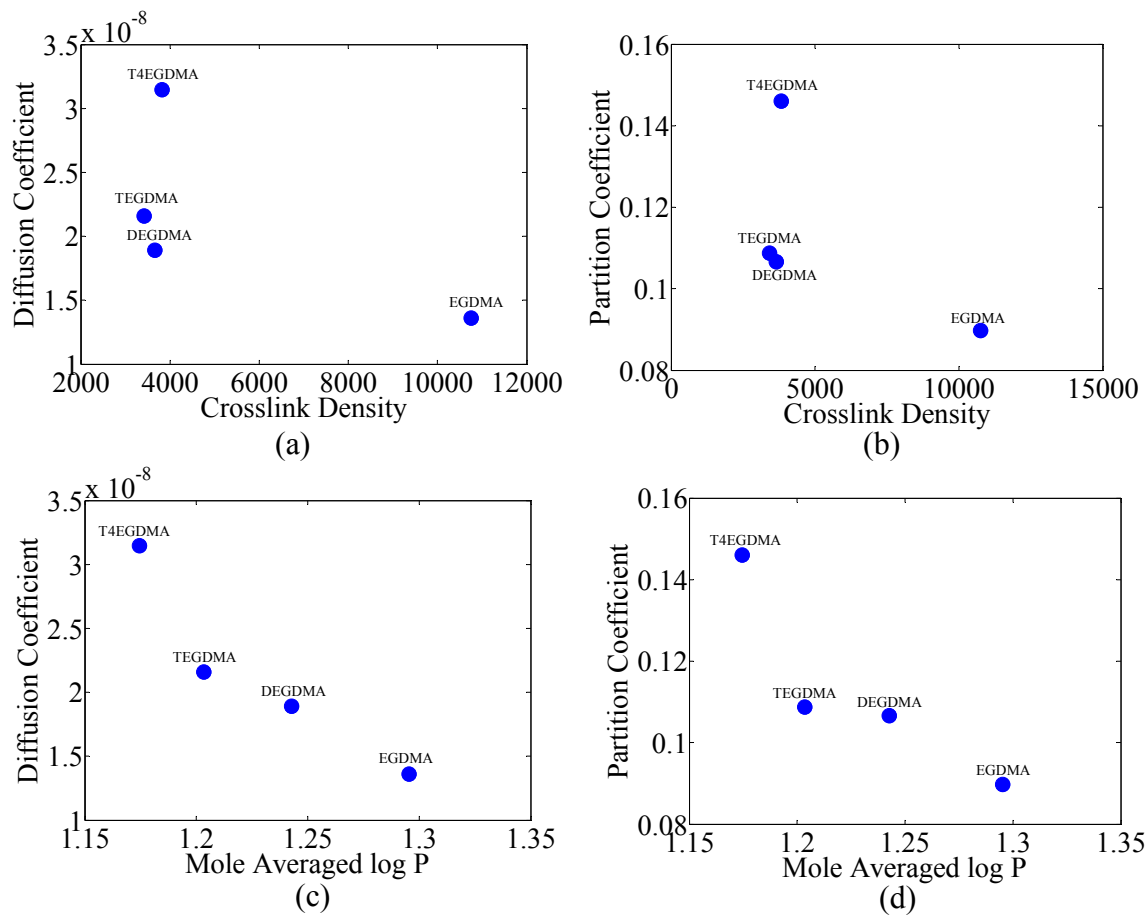 x 10-8
3.5
3
2.5
2
1.5
1
Diffusion Coefficient
T4EGDMA
TEGDMA
DEGDMA
EGDMA
2000 4000 6000 8000 10000 12000
Crosslink Density
(a)
0.16
0.14
0.12
0.1
0.08
Partition Coefficient
T4EGDMA
TEGDMA
DEGDMA
EGDMA
0 5000 10000 15000
Crosslink Density
(b)
x 10-8
3.5
3
2.5
2
1.5
1
Diffusion Coefficient
T4EGDMA
TEGDMA
DEGDMA
EGDMA
1.15 1.2 1.25 1.3 1.35
Mole Averaged log P
(c)
0.16
0.14
0.12
0.1
0.08
Partition Coefficient
T4EGDMA
TEGDMA
DEGDMA
EGDMA
1.15 1.2 1.25 1.3 1.35
Mole Averaged log P
(d)